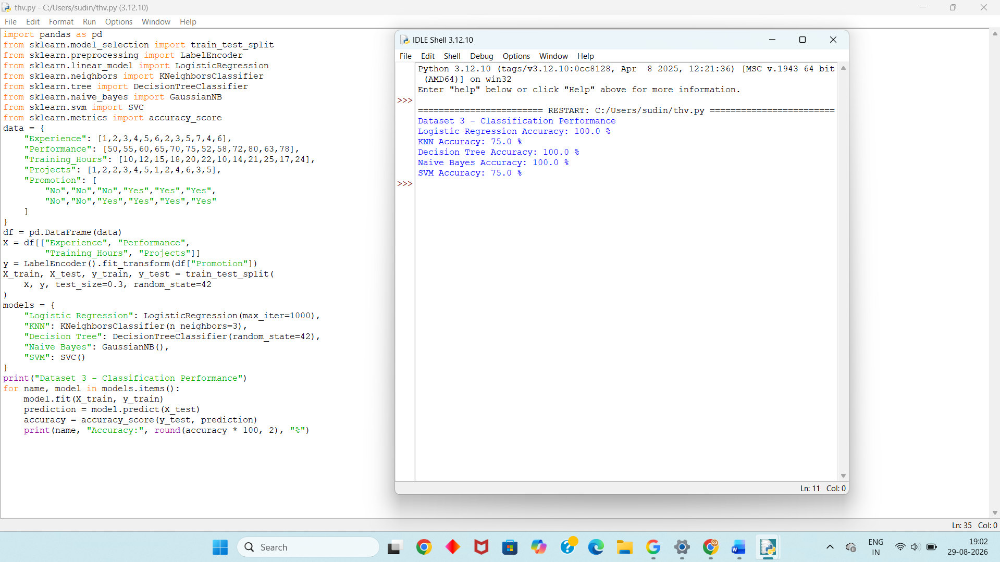 thv.py - C:/Users/sudin/thv.py (3.12.10)
File Edit Format Run Options Window Help
import pandas as pd
from sklearn.model_selection import train_test_split
from sklearn.preprocessing import LabelEncoder
from sklearn.linear_model import LogisticRegression
from sklearn.neighbors import KNeighborsClassifier
from sklearn.tree import DecisionTreeClassifier
from sklearn.naive_bayes import GaussianNB
from sklearn.svm import SVC
from sklearn.metrics import accuracy_score
data = {
    "Experience": [1,2,3,4,5,6,2,3,5,7,4,6],
    "Performance": [50,55,60,65,70,75,52,58,72,80,63,78],
    "Training_Hours": [10,12,15,18,20,22,10,14,21,25,17,24],
    "Projects": [1,2,2,3,4,5,1,2,4,6,3,5],
    "Promotion": [
        "No","No","No","Yes","Yes","Yes",
        "No","No","Yes","Yes","Yes","Yes"
    ]
}
df = pd.DataFrame(data)
X = df[["Experience", "Performance",
        "Training_Hours", "Projects"]]
y = LabelEncoder().fit_transform(df["Promotion"])
X_train, X_test, y_train, y_test = train_test_split(
    X, y, test_size=0.3, random_state=42
)
models = {
    "Logistic Regression": LogisticRegression(max_iter=1000),
    "KNN": KNeighborsClassifier(n_neighbors=3),
    "Decision Tree": DecisionTreeClassifier(random_state=42),
    "Naive Bayes": GaussianNB(),
    "SVM": SVC()
}
print("Dataset 3 - Classification Performance")
for name, model in models.items():
    model.fit(X_train, y_train)
    prediction = model.predict(X_test)
    accuracy = accuracy_score(y_test, prediction)
    print(name, "Accuracy:", round(accuracy * 100, 2), "%")
IDLE Shell 3.12.10
File Edit Shell Debug Options Window Help
Python 3.12.10 (tags/v3.12.10:0cc8128, Apr  8 2025, 12:21:36) [MSC v.1943 64 bit
 (AMD64)] on win32
Enter "help" below or click "Help" above for more information.
>>>
======================== RESTART: C:/Users/sudin/thv.py ========================
Dataset 3 - Classification Performance
Logistic Regression Accuracy: 100.0 %
KNN Accuracy: 75.0 %
Decision Tree Accuracy: 100.0 %
Naive Bayes Accuracy: 100.0 %
SVM Accuracy: 75.0 %
>>>
Ln: 11 Col: 0
Ln: 35 Col: 0
Search
ENG
IN
19:02
29-08-2026